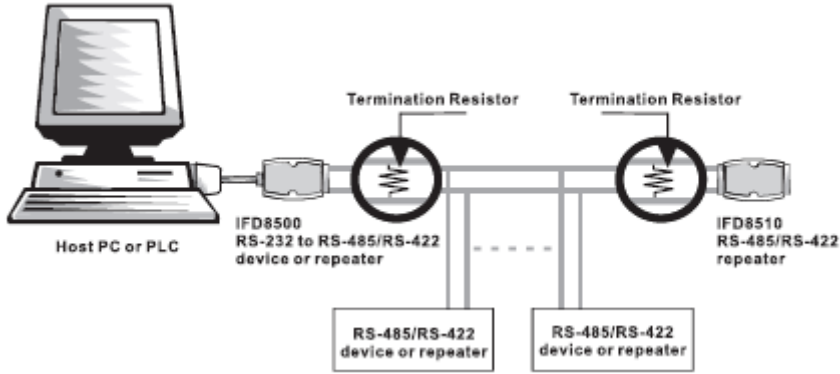 Termination Resistor
Termination Resistor
Host PC or PLC
IFD8500
RS-232 to RS-485/RS-422
device or repeater
IFD8510
RS-485/RS-422
repeater
RS-485/RS-422
device or repeater
RS-485/RS-422
device or repeater